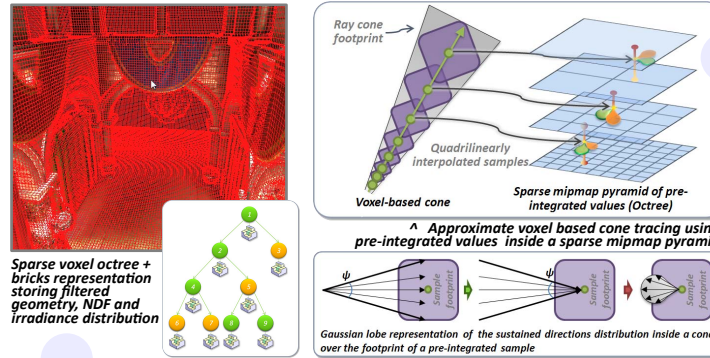 Ray cone
footprint
Quadrilinearly
interpolated samples
Voxel-based cone
Sparse mipmap pyramid of pre-
integrated values (Octree)
^ Approximate voxel based cone tracing usin
pre-integrated values inside a sparse mipmap pyrami
Sparse voxel octree +
bricks representation
storing filtered
geometry, NDF and
irradiance distribution
1
2
3
4
5
6
7
8
9
ψ
Sample
footprint
ψ
Sample
footprint
Sample
footprint
Gaussian lobe representation of the sustained directions distribution inside a con
over the footprint of a pre-integrated sample